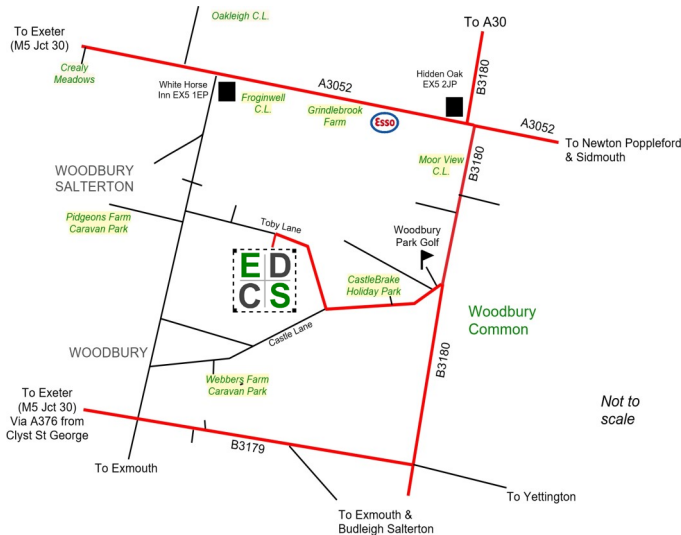 Oakleigh C.L.
To A30
To Exeter
(M5 Jct 30)
Crealy
Meadows
White Horse
Inn EX5 1EP
A3052
Hidden Oak
EX5 2JP
B3180
Froginwell
C.L.
Grindlebrook
Farm
Esso
A3052
To Newton Poppleford
& Sidmouth
B3180
Moor View
C.L.
WOODBURY
SALTERTON
Pidgeons Farm
Caravan Park
Toby Lane
Woodbury
Park Golf
E D
C S
CastleBrake
Holiday Park
Woodbury
Common
Castle Lane
B3180
WOODBURY
Webbers Farm
Caravan Park
To Exeter
(M5 Jct 30)
Via A376 from
Clyst St George
Not to
scale
B3179
To Exmouth
To Yettington
To Exmouth &
Budleigh Salterton